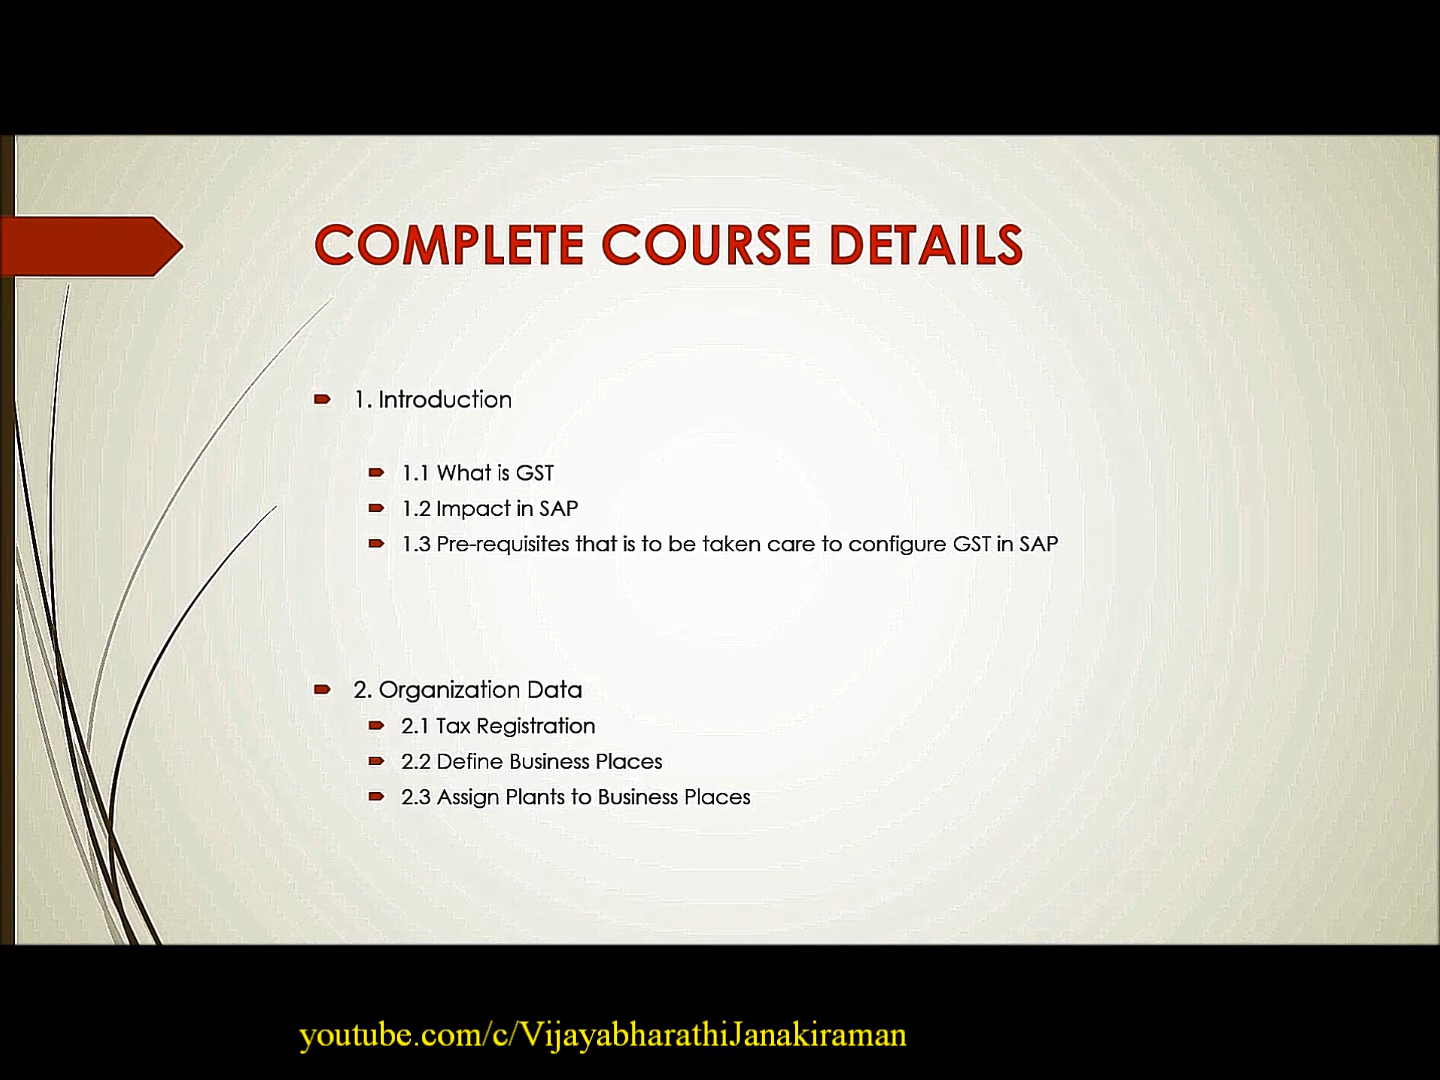 COMPLETE COURSE DETAILS
1. Introduction
1.1 What is GST
1.2 Impact in SAP
1.3 Pre-requisites that is to be taken care to configure GST in SAP
2. Organization Data
2.1 Tax Registration
2.2 Define Business Places
2.3 Assign Plants to Business Places
youtube.com/c/VijayabharathiJanakiraman